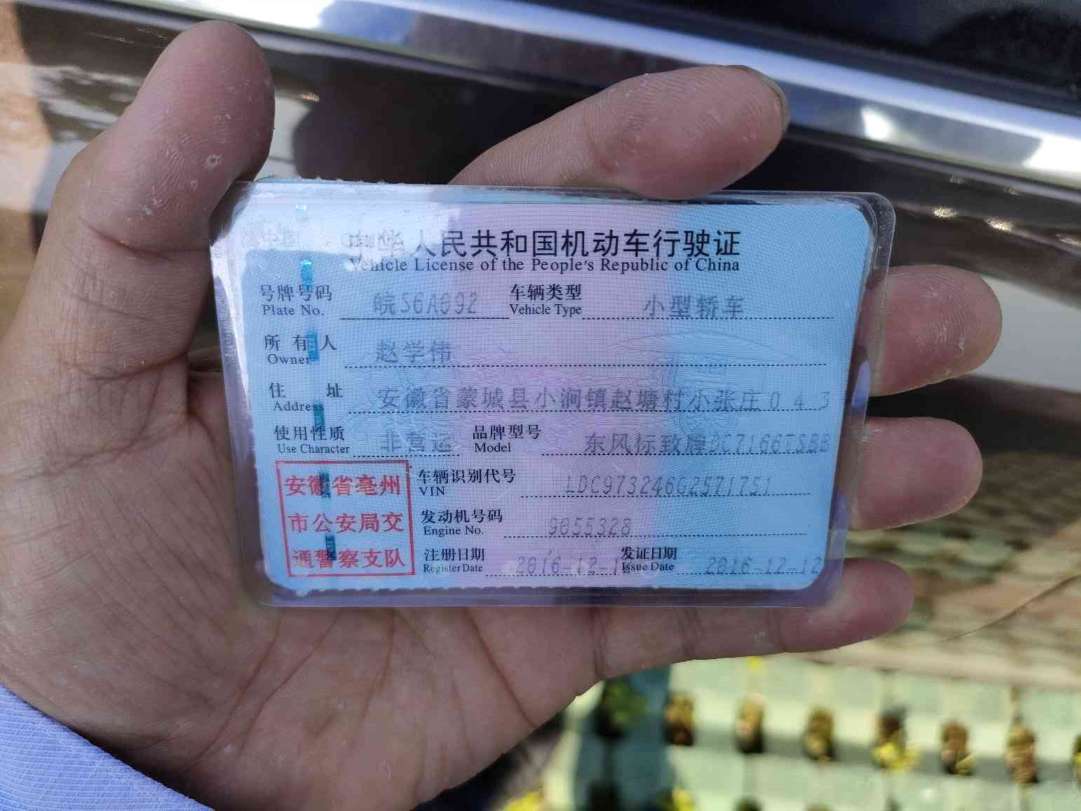 中华人民共和国机动车行驶证
Vehicle License of the People's Republic of China
号牌号码 皖S6A092 车辆类型 小型轿车
Plate No. Vehicle Type
所有人 赵学伟
Owner
住址 安徽省蒙城县小涧镇赵塘村小张庄043
Address
使用性质 非营运 品牌型号 东风标致牌DC7166TSBB
Use Character Model
安徽省亳州
市公安局交
通警察支队
车辆识别代号 LDC973246G2571751
VIN
发动机号码 9055328
Engine No.
注册日期 2016-12-12 发证日期 2016-12-12
Register Date Issue Date